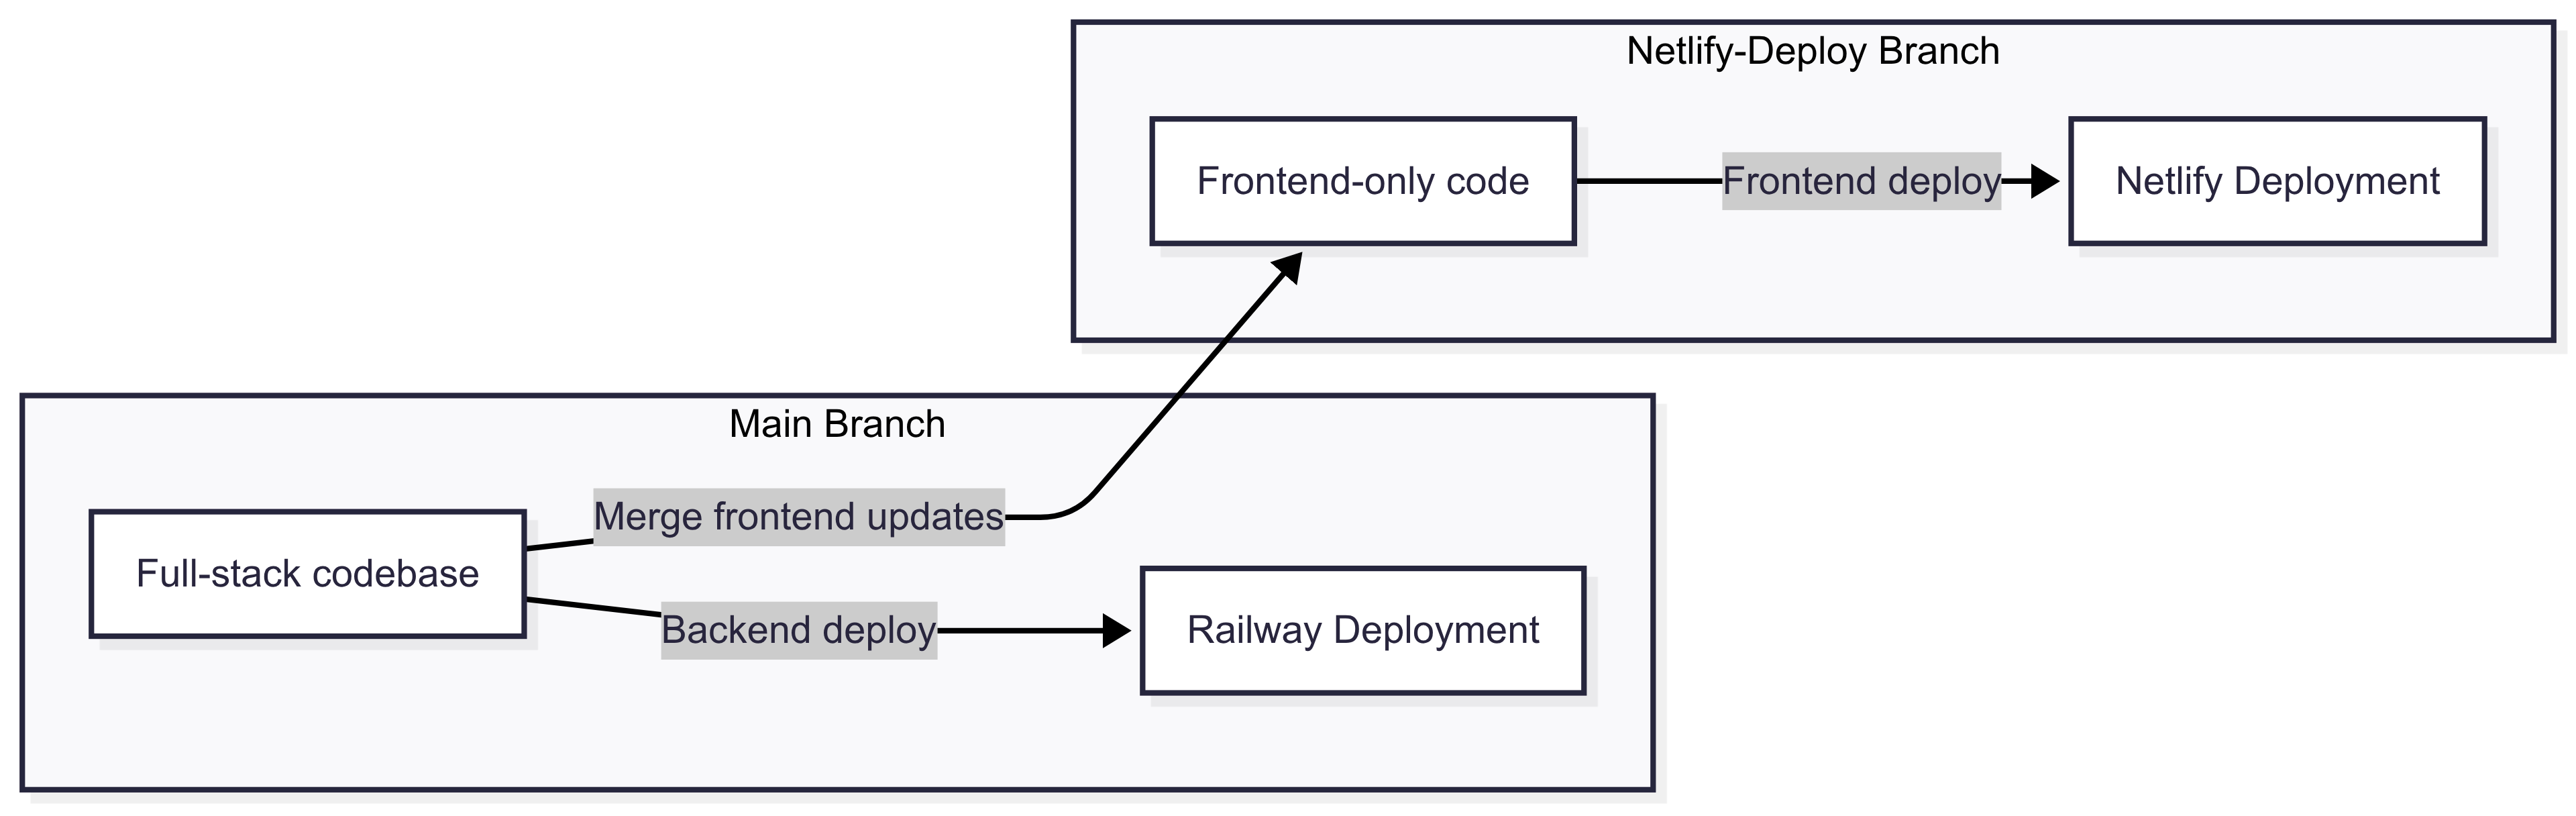 Netlify-Deploy Branch
Frontend-only code
Frontend deploy
Netlify Deployment
Main Branch
Full-stack codebase
Merge frontend updates
Backend deploy
Railway Deployment